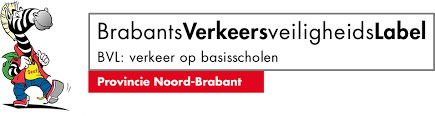 BrabantsVerkeersveiligheidsLabel
BVL: verkeer op basisscholen
Provincie Noord-Brabant